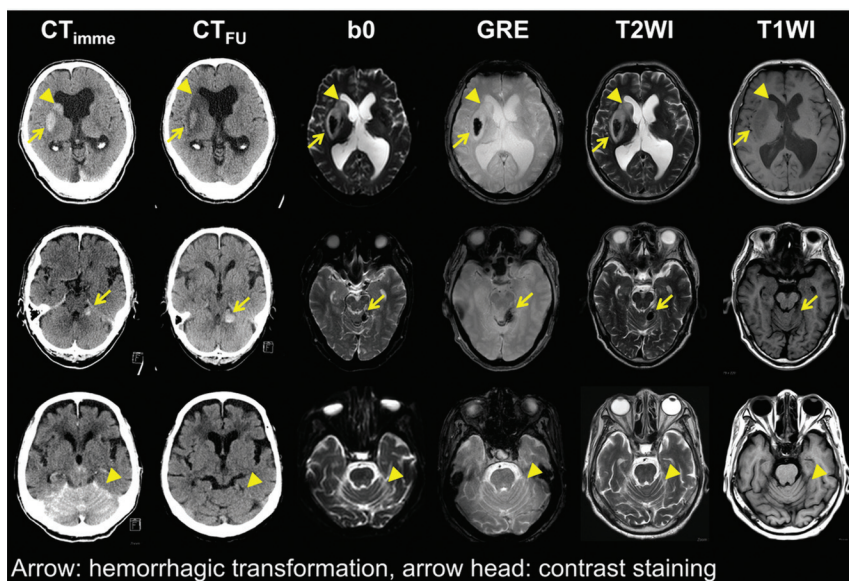 CTimme CTFU b0 GRE T2WI T1WI
Arrow: hemorrhagic transformation, arrow head: contrast staining